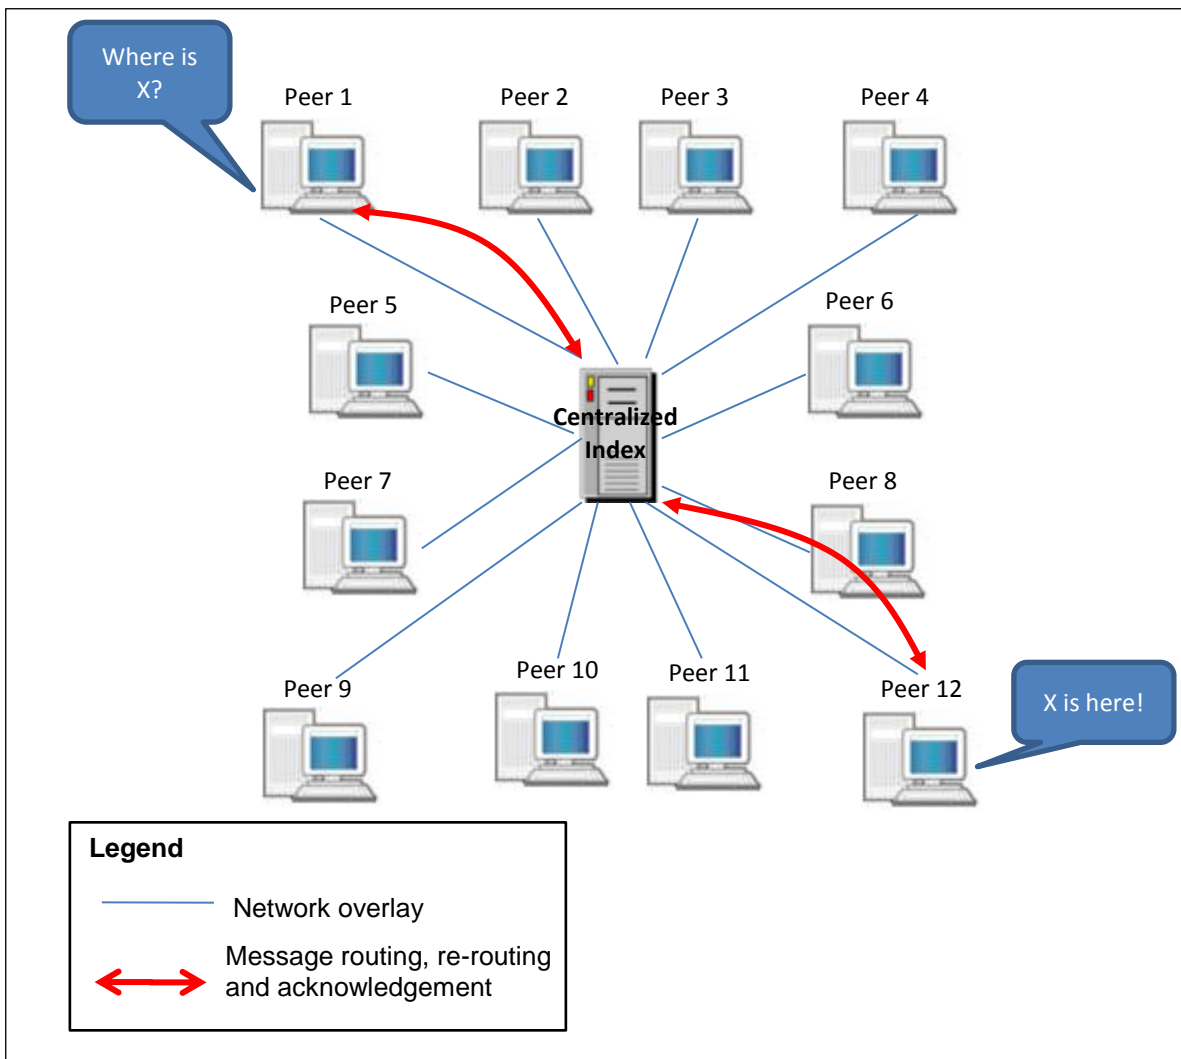 Where is
X?
Peer 1
Peer 2
Peer 3
Peer 4
Peer 5
Peer 6
Centralized
Index
Peer 7
Peer 8
Peer 9
Peer 10
Peer 11
Peer 12
X is here!
Legend
Network overlay
Message routing, re-routing
and acknowledgement